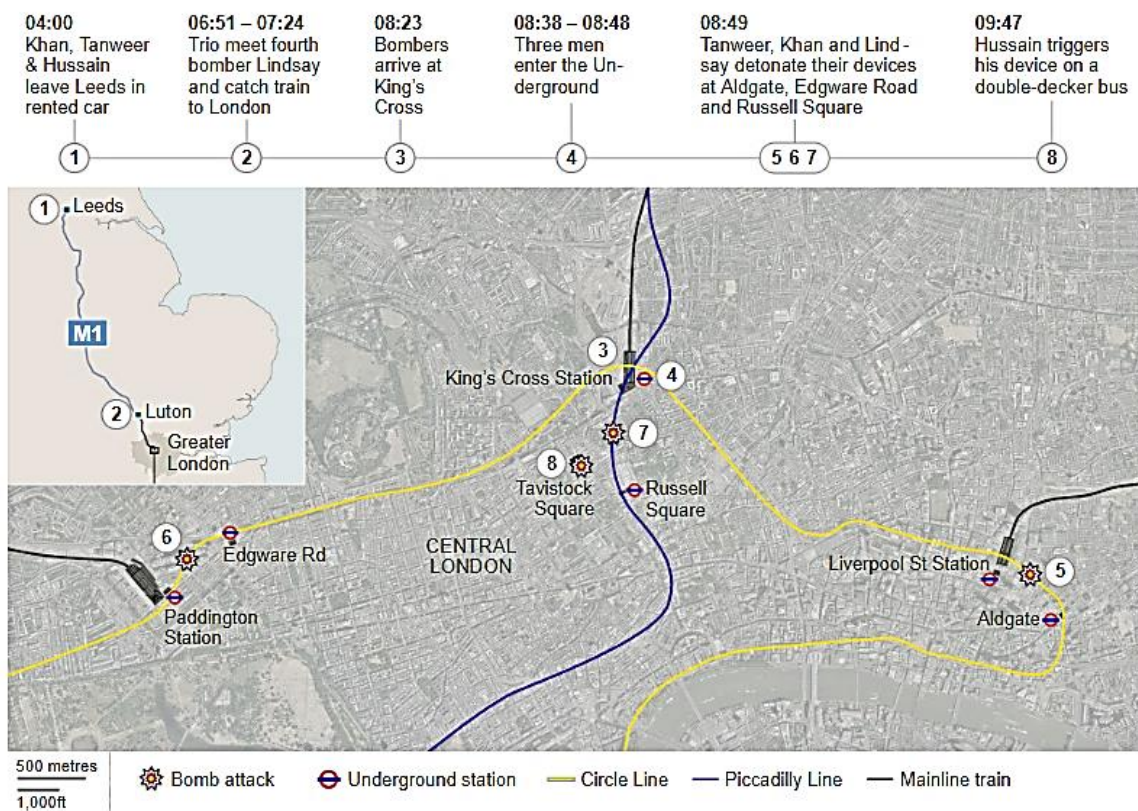 04:00
Khan, Tanweer
& Hussain
leave Leeds in
rented car
06:51 – 07:24
Trio meet fourth
bomber Lindsay
and catch train
to London
08:23
Bombers
arrive at
King's
Cross
08:38 – 08:48
Three men
enter the Un-
derground
08:49
Tanweer, Khan and Lind -
say detonate their devices
at Aldgate, Edgware Road
and Russell Square
09:47
Hussain triggers
his device on a
double-decker bus
1
2
3
4
5 6 7
8
1
Leeds
M1
2
Luton
Greater
London
3
King's Cross Station
4
7
8
Tavistock
Square
Russell
Square
6
Edgware Rd
CENTRAL
LONDON
Paddington
Station
Liverpool St Station
5
Aldgate
500 metres
1,000ft
Bomb attack
Underground station
Circle Line
Piccadilly Line
Mainline train